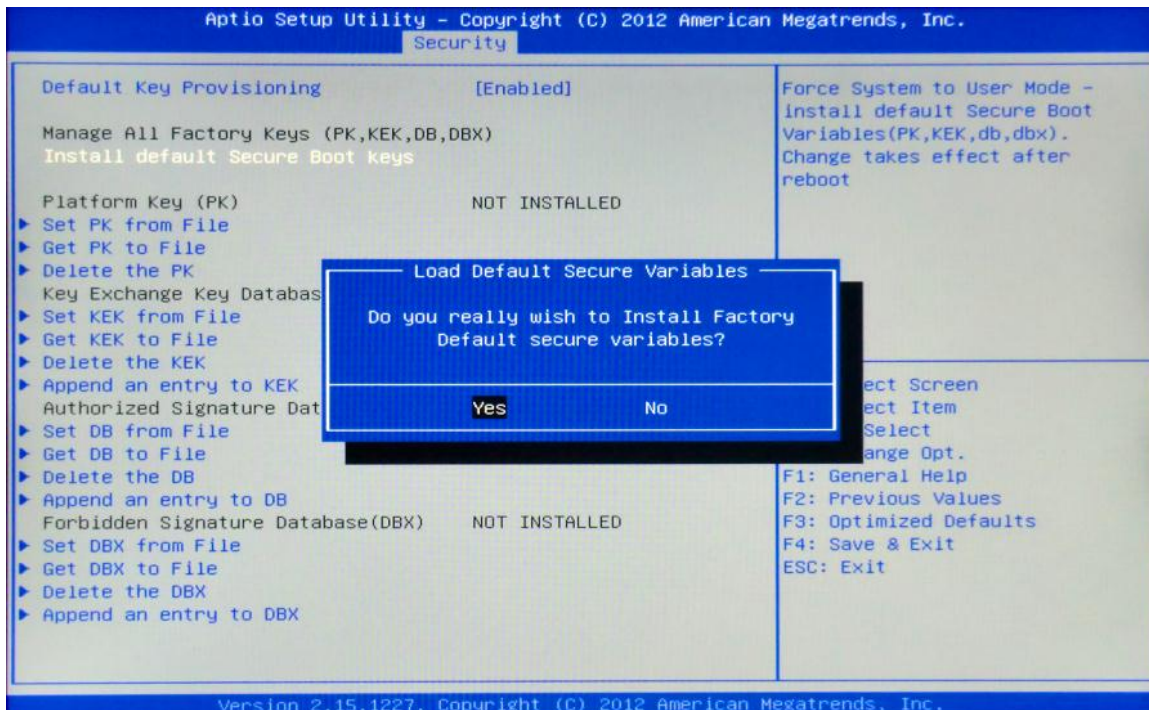 Aptio Setup Utility – Copyright (C) 2012 American Megatrends, Inc.
Security
Default Key Provisioning [Enabled]
Manage All Factory Keys (PK,KEK,DB,DBX)
Install default Secure Boot keys
Platform Key (PK) NOT INSTALLED
Set PK from File
Get PK to File
Delete the PK
Key Exchange Key Databas
Set KEK from File
Get KEK to File
Delete the KEK
Append an entry to KEK
Authorized Signature Dat
Set DB from File
Get DB to File
Delete the DB
Append an entry to DB
Forbidden Signature Database(DBX) NOT INSTALLED
Set DBX from File
Get DBX to File
Delete the DBX
Append an entry to DBX
Load Default Secure Variables
Do you really wish to Install Factory
Default secure variables?
Yes No
Force System to User Mode –
install default Secure Boot
Variables(PK,KEK,db,dbx).
Change takes effect after
reboot
ect Screen
ect Item
Select
ange Opt.
F1: General Help
F2: Previous Values
F3: Optimized Defaults
F4: Save & Exit
ESC: Exit
Version 2.15.1227. Copyright (C) 2012 American Megatrends, Inc.